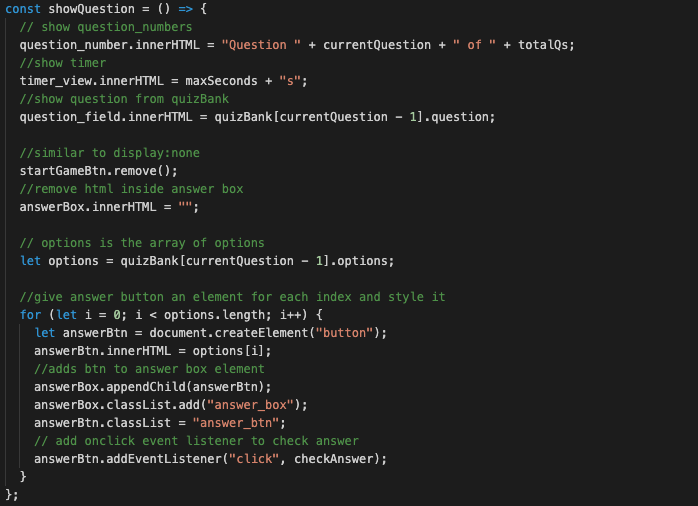 const showQuestion = () => {
  // show question_numbers
  question_number.innerHTML = "Question " + currentQuestion + " of " + totalQs;
  //show timer
  timer_view.innerHTML = maxSeconds + "s";
  //show question from quizBank
  question_field.innerHTML = quizBank[currentQuestion - 1].question;

  //similar to display:none
  startGameBtn.remove();
  //remove html inside answer box
  answerBox.innerHTML = "";

  // options is the array of options
  let options = quizBank[currentQuestion - 1].options;

  //give answer button an element for each index and style it
  for (let i = 0; i < options.length; i++) {
    let answerBtn = document.createElement("button");
    answerBtn.innerHTML = options[i];
    //adds btn to answer box element
    answerBox.appendChild(answerBtn);
    answerBox.classList.add("answer_box");
    answerBtn.classList = "answer_btn";
    // add onclick event listener to check answer
    answerBtn.addEventListener("click", checkAnswer);
  }
};